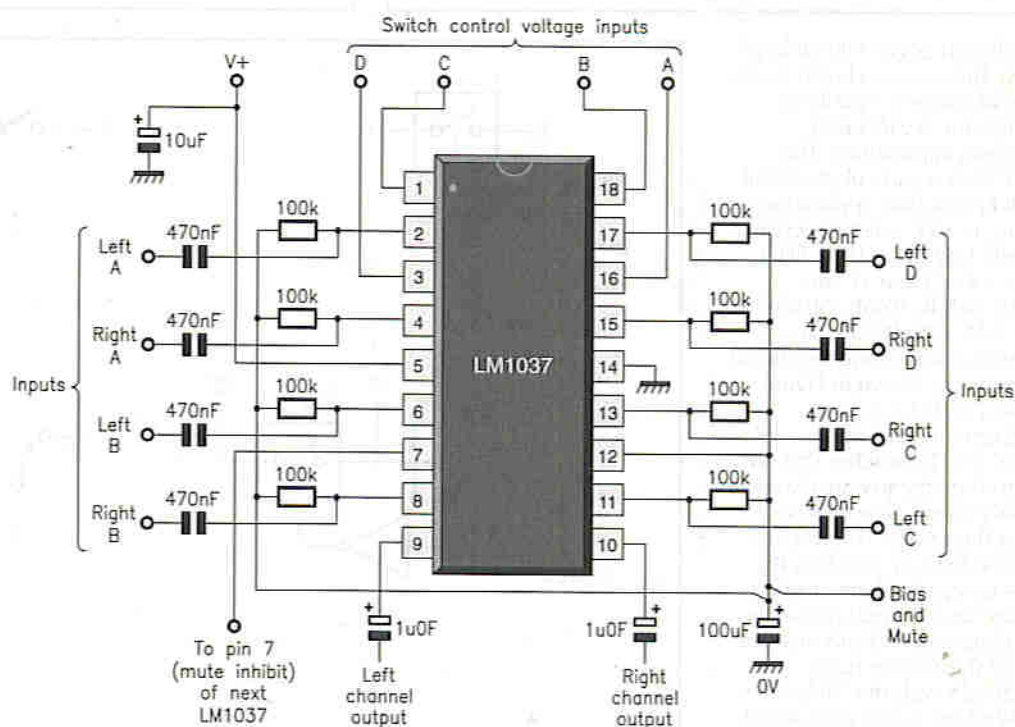 Switch control voltage inputs
V+
D
C
B
A
+
10uF
1
2
3
4
5
6
7
8
9
18
17
16
15
14
13
12
11
10
LM1037
100k
470nF
Left
A
100k
470nF
Right
A
Inputs
100k
470nF
Left
B
100k
470nF
Right
B
100k
470nF
Left
D
100k
470nF
Right
D
Inputs
100k
470nF
Right
C
100k
470nF
Left
C
To pin 7
(mute inhibit)
of next
LM1037
+
1u0F
Left
channel
output
1u0F
+
Right
channel
output
100uF
+
0V
Bias
and
Mute